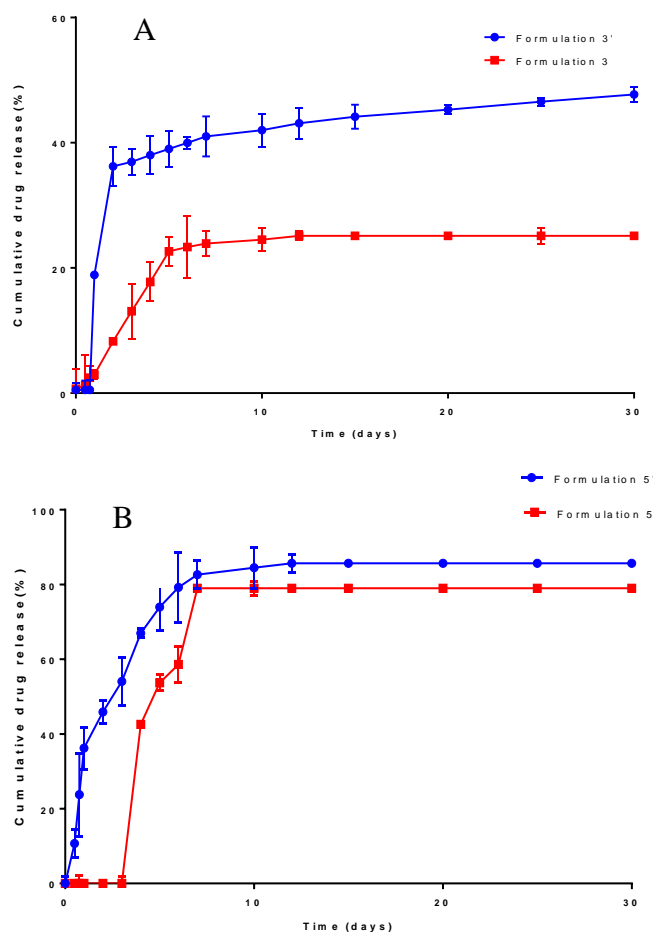 A
Formulation 3'
Formulation 3
Cumulative drug release(%)
60
40
20
0
0 10 20 30
Time (days)
B
Formulation 5'
Formulation 5
Cumulative drug release(%)
100
80
60
40
20
0
0 10 20 30
Time (days)